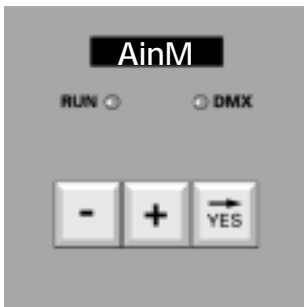 AinM
RUN DMX
- +
YES